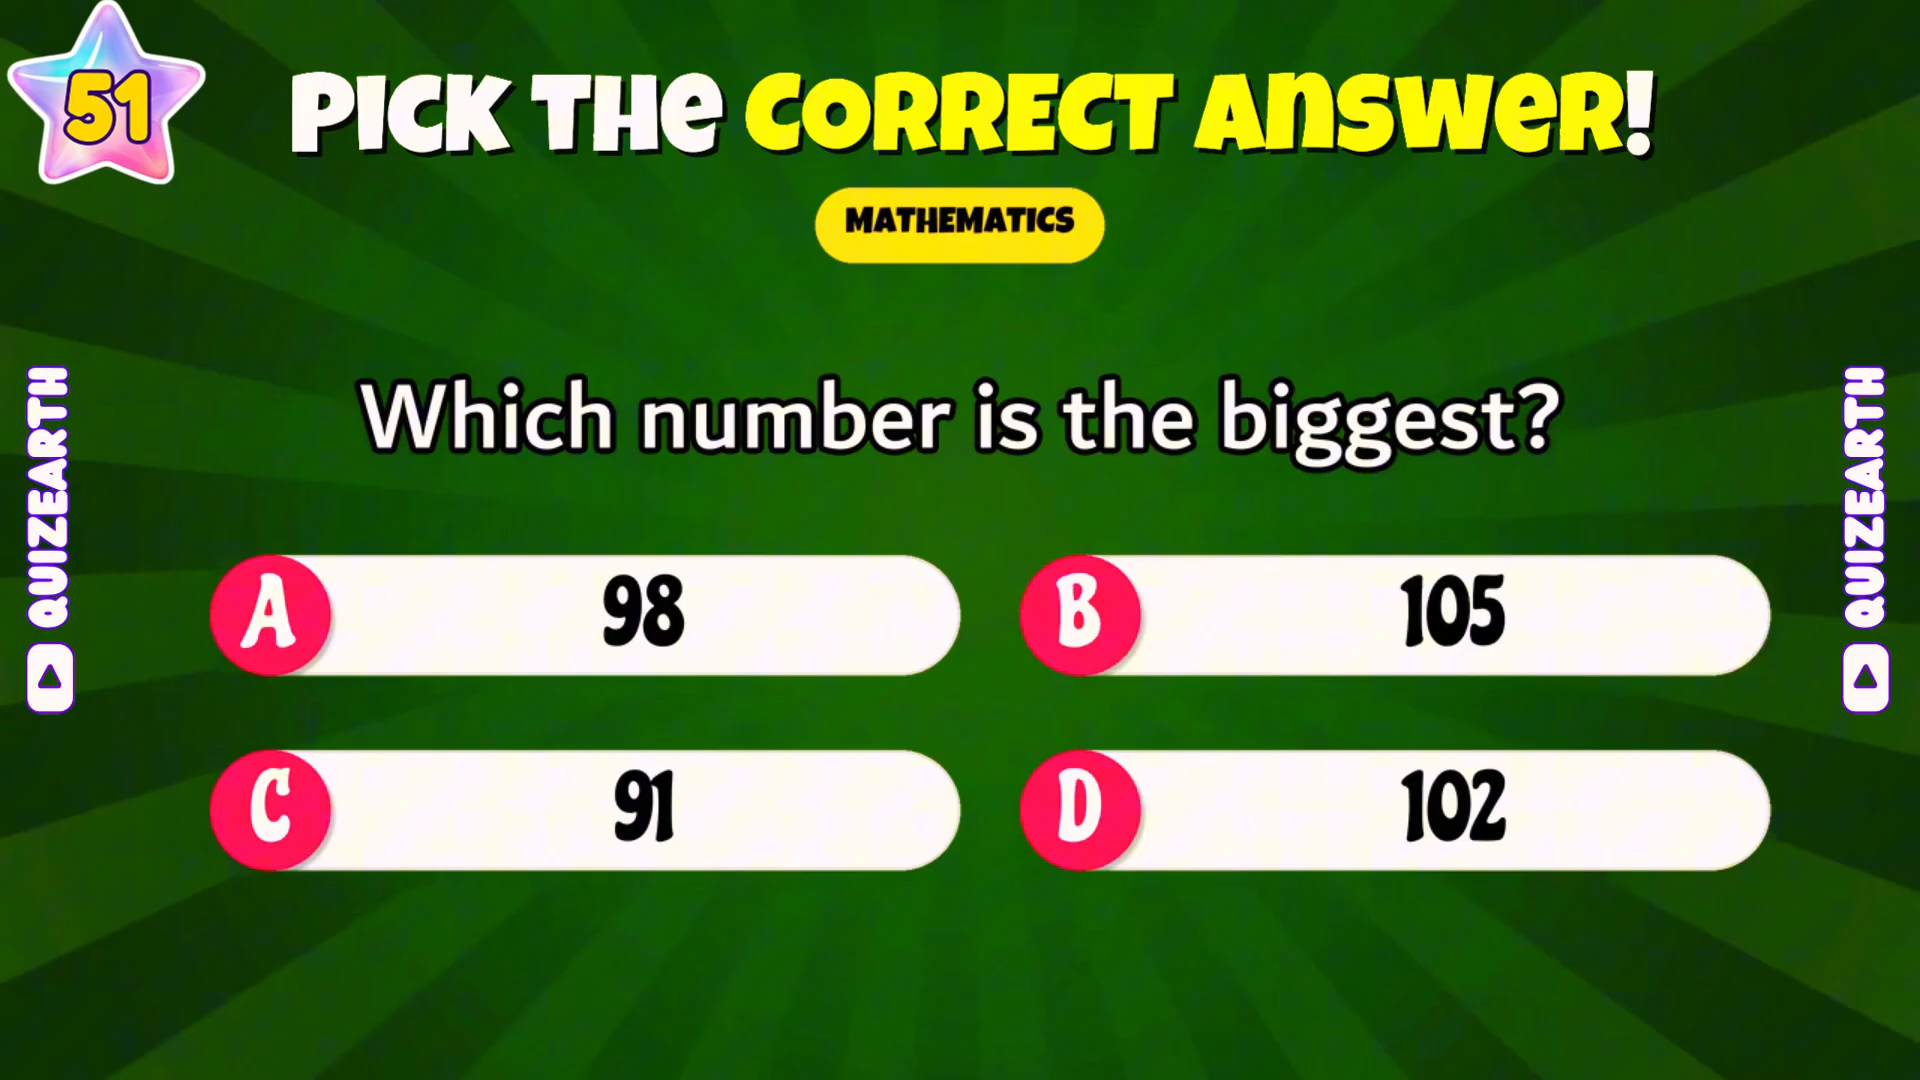 51
PICK THE CORRECT ANSWER!
MATHEMATICS
Which number is the biggest?
A 98
B 105
C 91
D 102
QUIZEARTH
QUIZEARTH